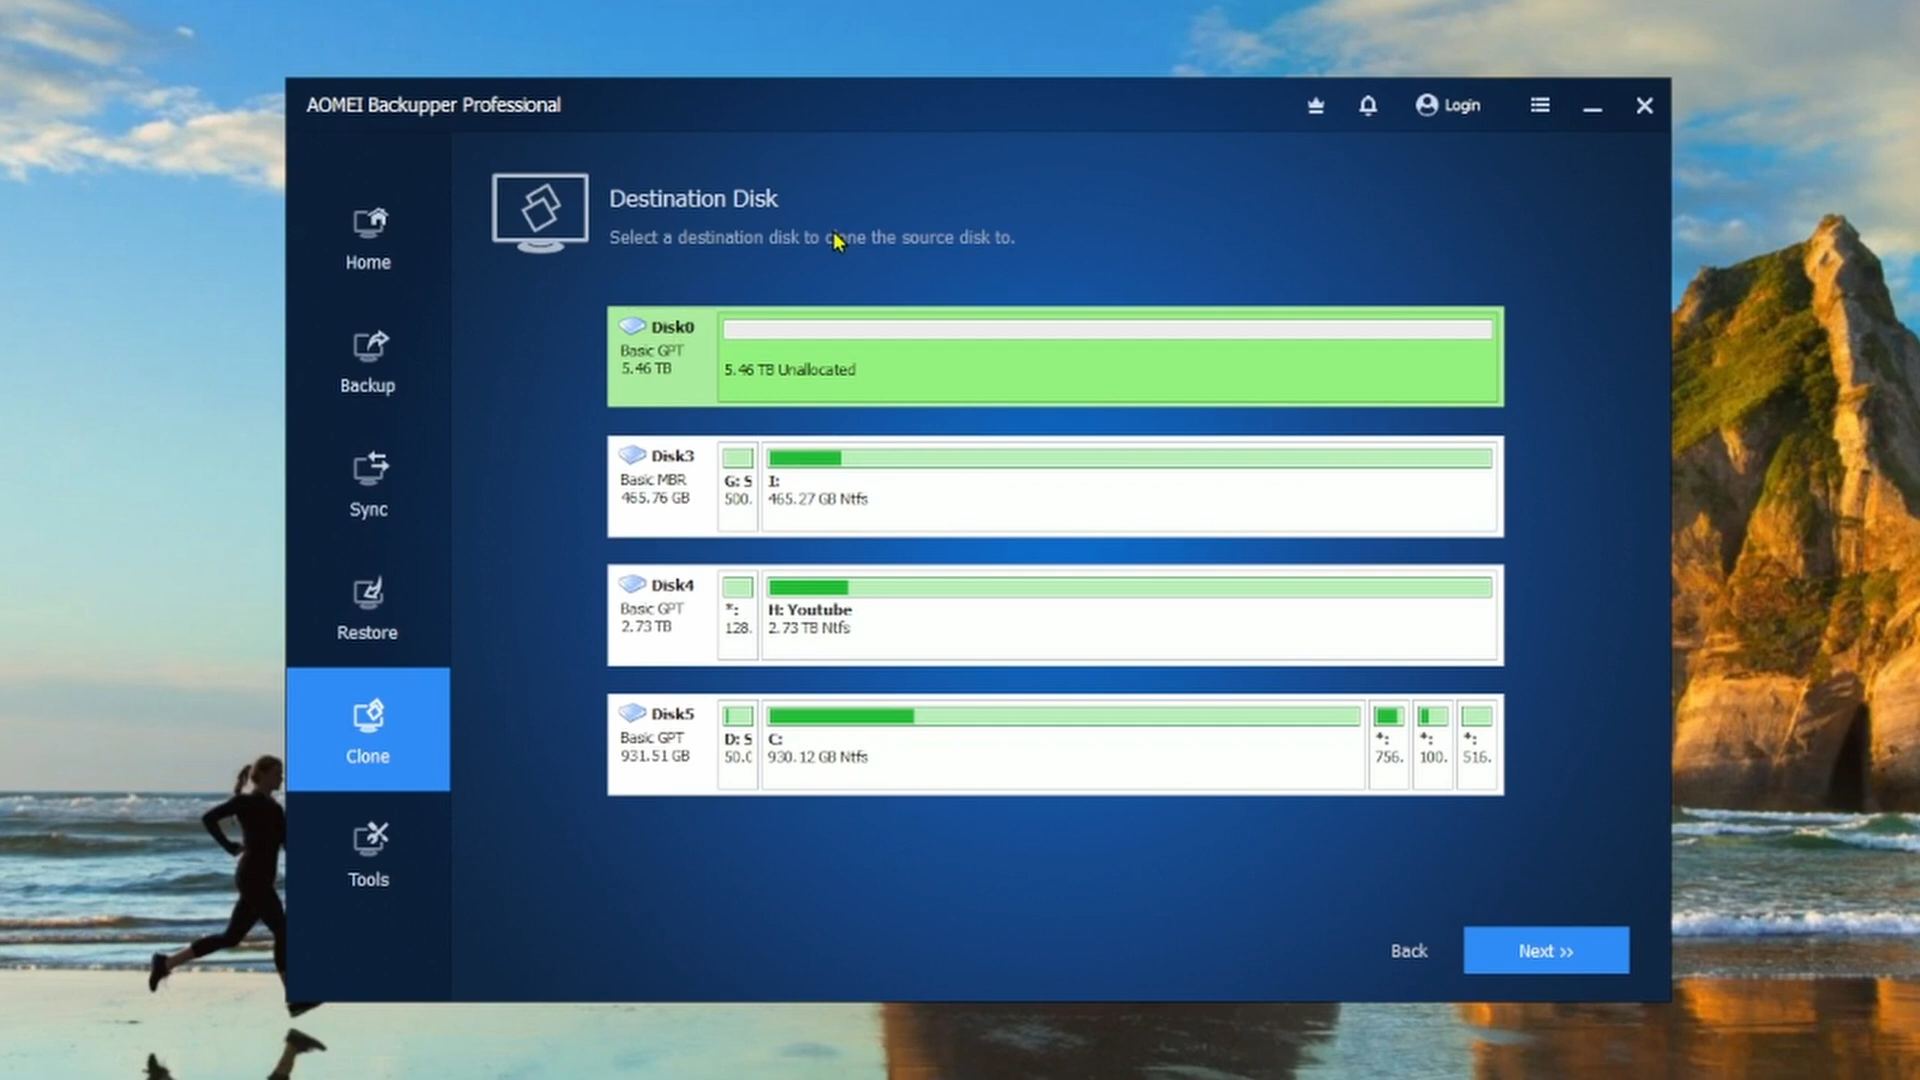 AOMEI Backupper Professional
Login
Home
Backup
Sync
Restore
Clone
Tools
Destination Disk
Select a destination disk to clone the source disk to.
Disk0
Basic GPT
5.46 TB
5.46 TB Unallocated
Disk3
Basic MBR
465.76 GB
G: S
500.
I:
465.27 GB Ntfs
Disk4
Basic GPT
2.73 TB
*:
128.
H: Youtube
2.73 TB Ntfs
Disk5
Basic GPT
931.51 GB
D: S
50.0
C:
930.12 GB Ntfs
*:
756.
*:
100.
*:
516.
Back
Next >>